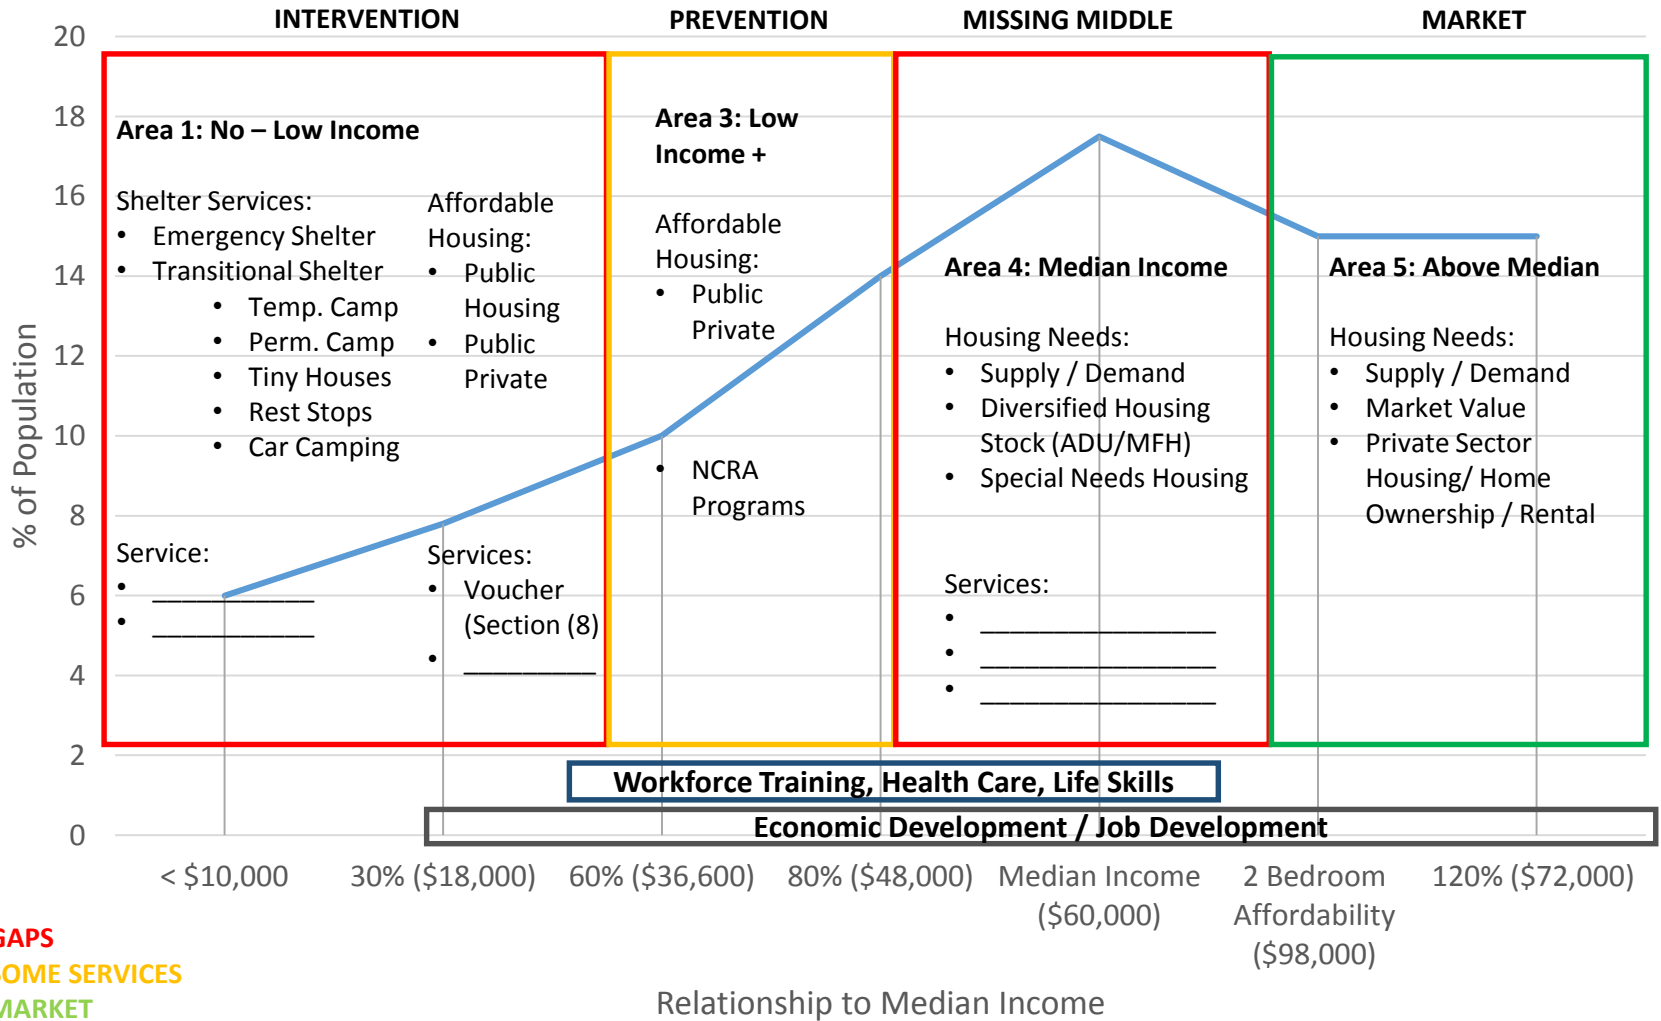 INTERVENTION
PREVENTION
MISSING MIDDLE
MARKET
% of Population
20
18
16
14
12
10
8
6
4
2
0
Area 1: No – Low Income
Shelter Services:
• Emergency Shelter
• Transitional Shelter
• Temp. Camp
• Perm. Camp
• Tiny Houses
• Rest Stops
• Car Camping
Service:
• ___________
• ___________
Affordable
Housing:
• Public
Housing
• Public
Private
Services:
• Voucher
(Section (8)
• _________
Area 3: Low
Income +
Affordable
Housing:
• Public
Private
• NCRA
Programs
Area 4: Median Income
Housing Needs:
• Supply / Demand
• Diversified Housing
Stock (ADU/MFH)
• Special Needs Housing
Services:
• ________________
• ________________
• ________________
Area 5: Above Median
Housing Needs:
• Supply / Demand
• Market Value
• Private Sector
Housing/ Home
Ownership / Rental
Workforce Training, Health Care, Life Skills
Economic Development / Job Development
< $10,000
30% ($18,000)
60% ($36,600)
80% ($48,000)
Median Income
($60,000)
2 Bedroom
Affordability
($98,000)
120% ($72,000)
Relationship to Median Income
GAPS
SOME SERVICES
MARKET